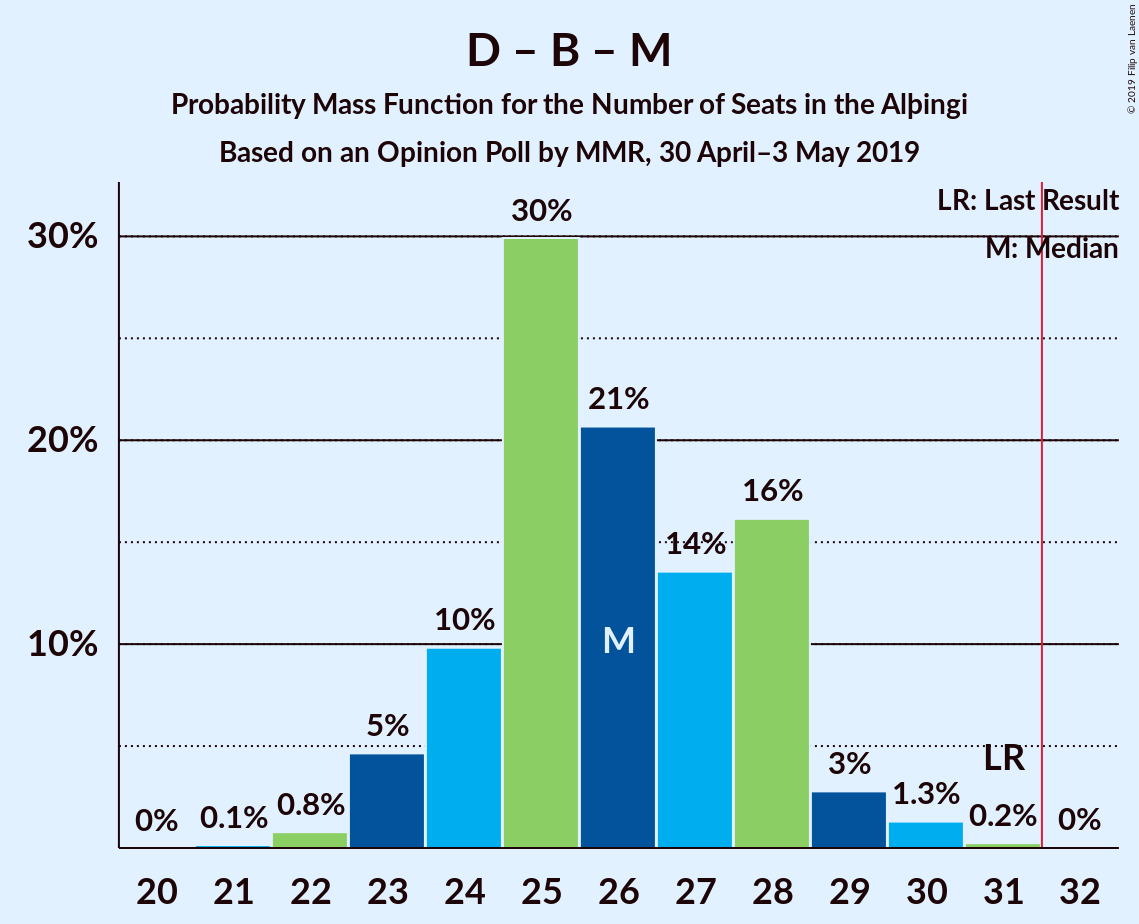 D – B – M
Probability Mass Function for the Number of Seats in the Alþingi
Based on an Opinion Poll by MMR, 30 April–3 May 2019
© 2019 Filip van Laenen
LR: Last Result
M: Median
30%
20%
10%
0%
0.1%
0.8%
5%
10%
30%
21%
14%
16%
3%
1.3%
0.2%
0%
M
LR
20 21 22 23 24 25 26 27 28 29 30 31 32